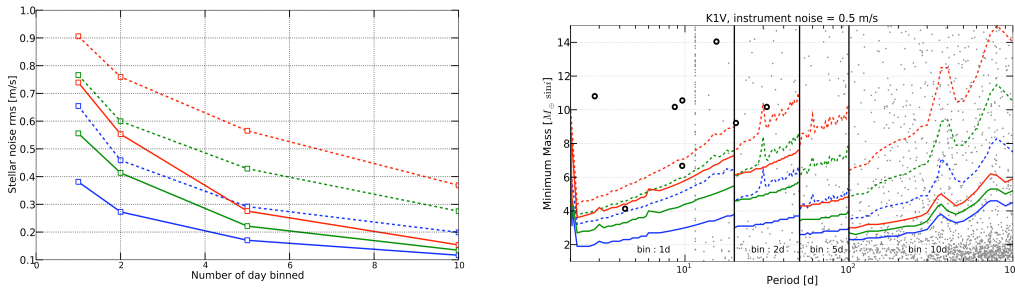 1.0
0.9
0.8
0.7
0.6
0.5
0.4
0.3
0.2
0.1
0
2
4
6
8
10
Stellar noise rms [m/s]
Number of day binned
K1V, instrument noise = 0.5 m/s
14
12
10
8
6
4
2
Minimum Mass [M⊕ sini]
bin : 1d
bin : 2d
bin : 5d
bin : 10d
10¹
10²
10
Period [d]